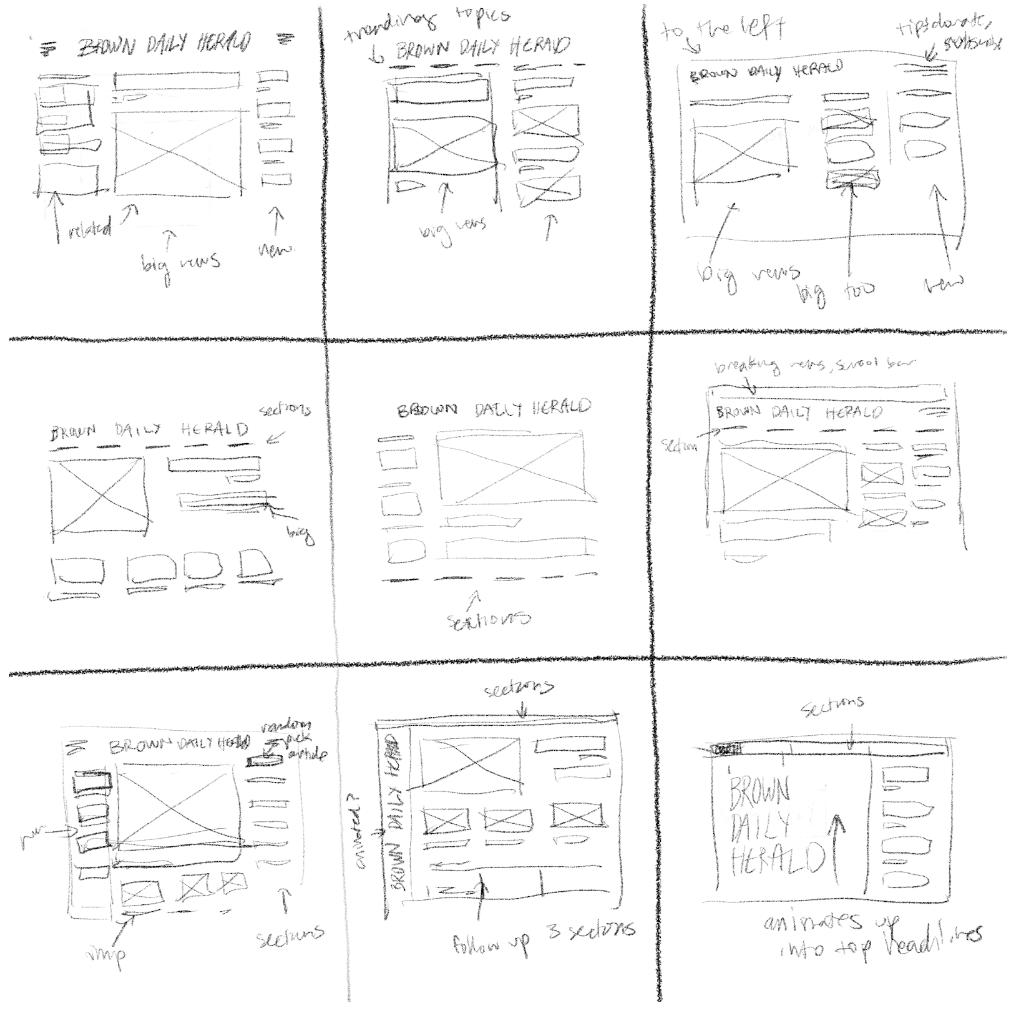 BROWN DAILY HERALD
related
big news
new
trending topics
BROWN DAILY HERALD
big news
to the left
tips, donate,
subscribe
BROWN DAILY HERALD
big news
big too
new
sections
BROWN DAILY HERALD
big
BROWN DAILY HERALD
sections
breaking news, scroll bar
BROWN DAILY HERALD
section
random
pick
article
BROWN DAILY HERALD
imp
sections
sections
animated?
BROWN DAILY HERALD
follow up 3 sections
sections
BROWN
DAILY
HERALD
animates up
into top headlines